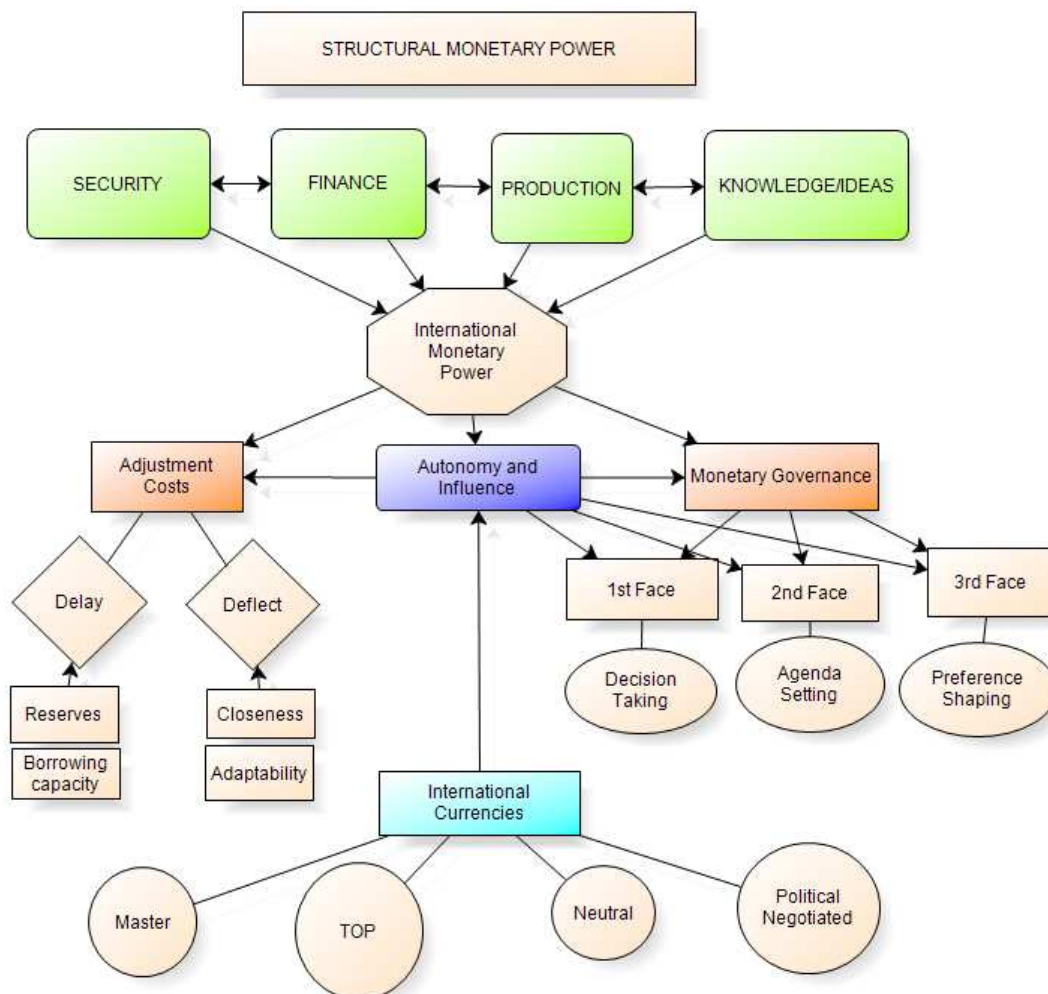 STRUCTURAL MONETARY POWER
SECURITY
FINANCE
PRODUCTION
KNOWLEDGE/IDEAS
International
Monetary
Power
Adjustment
Costs
Autonomy and
Influence
Monetary Governance
Delay
Deflect
1st Face
2nd Face
3rd Face
Decision
Taking
Agenda
Setting
Preference
Shaping
Reserves
Closeness
Borrowing
capacity
Adaptability
International
Currencies
Master
TOP
Neutral
Political
Negotiated